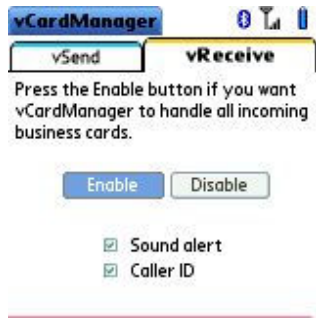 vCardManager
vSend vReceive
Press the Enable button if you want
vCardManager to handle all incoming
business cards.
Enable Disable
Sound alert
Caller ID